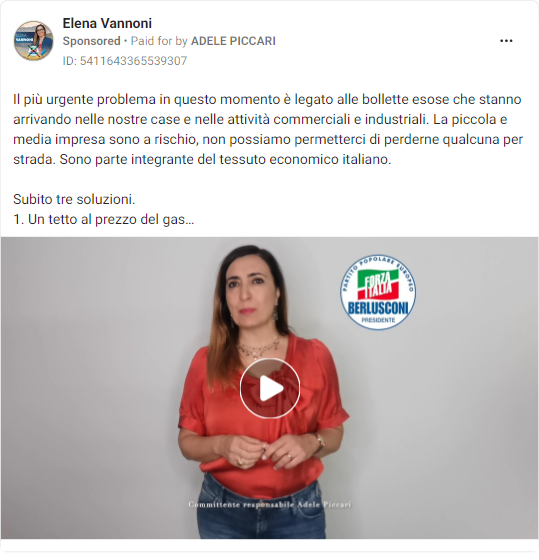 Elena Vannoni
Sponsored • Paid for by ADELE PICCARI
ID: 5411643365539307
Il più urgente problema in questo momento è legato alle bollette esose che stanno
arrivando nelle nostre case e nelle attività commerciali e industriali. La piccola e
media impresa sono a rischio, non possiamo permetterci di perderne qualcuna per
strada. Sono parte integrante del tessuto economico italiano.
Subito tre soluzioni.
1. Un tetto al prezzo del gas...
PARTITO POPOLARE EUROPEO
FORZA
ITALIA
BERLUSCONI
PRESIDENTE
Committente responsabile Adele Piccari